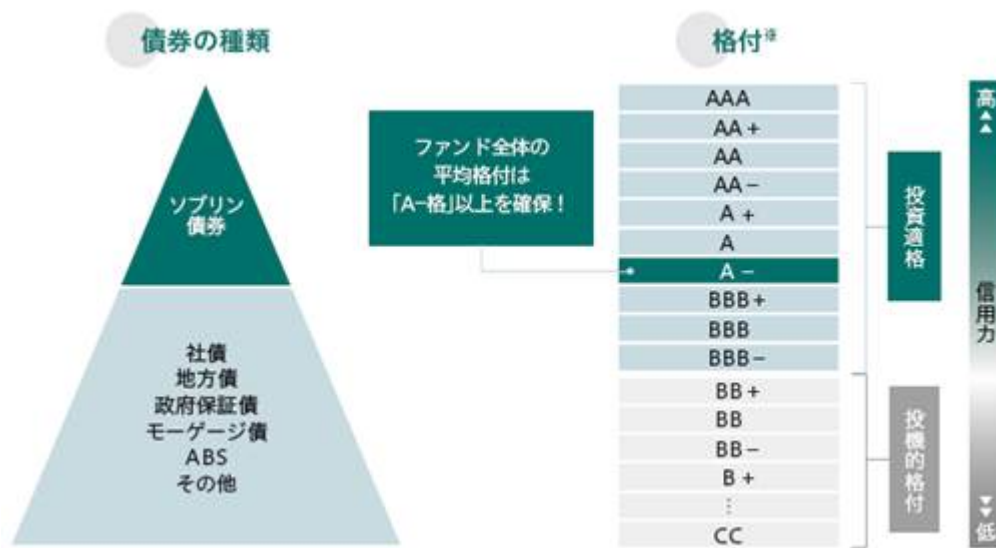 債券の種類
ソブリン
債券
社債
地方債
政府保証債
モーゲージ債
ABS
その他
ファンド全体の
平均格付は
「A−格」以上を確保！
格付※
AAA
AA+
AA
AA−
A+
A
A−
BBB+
BBB
BBB−
BB+
BB
BB−
B+
⋮
CC
投資適格
投機的格付
高
信用力
低